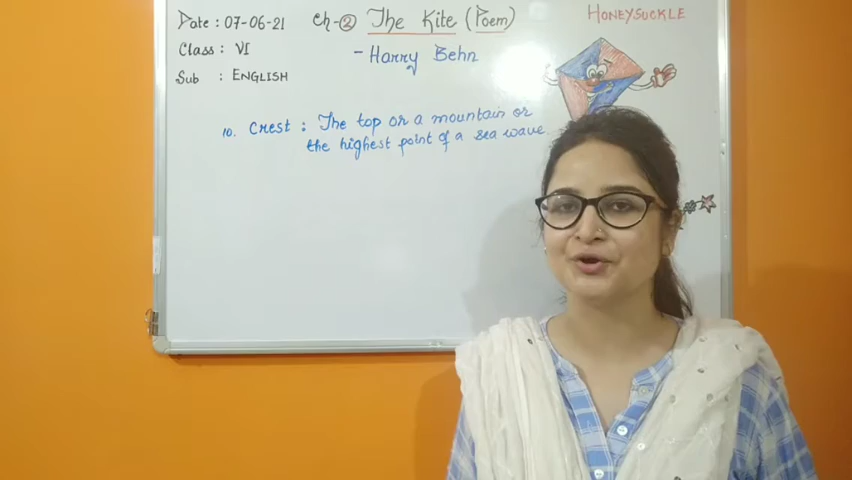 Date : 07-06-21
Class : VI
Sub : ENGLISH
Ch-② The Kite (Poem)
- Harry Behn
HONEYSUCKLE
10. Crest : The top or a mountain or
the highest point of a sea wave